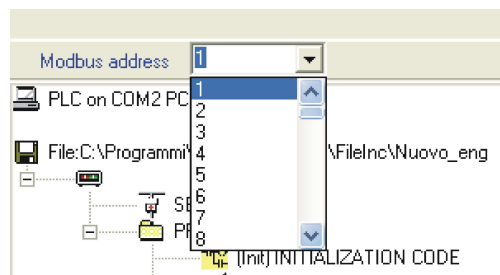 Modbus address 1
PLC on COM2 PC
1
2
3
File:C:\Programmi\ 4 \FileInc\Nuovo_eng
5
SE 6
7
PR 8
(Init) INITIALIZATION CODE